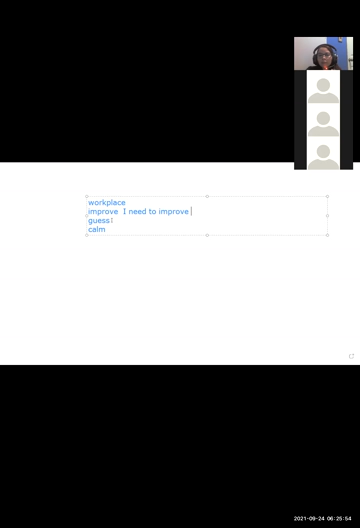 workplace
improve  I need to improve
guess!
calm
2021-09-24 06:25:54